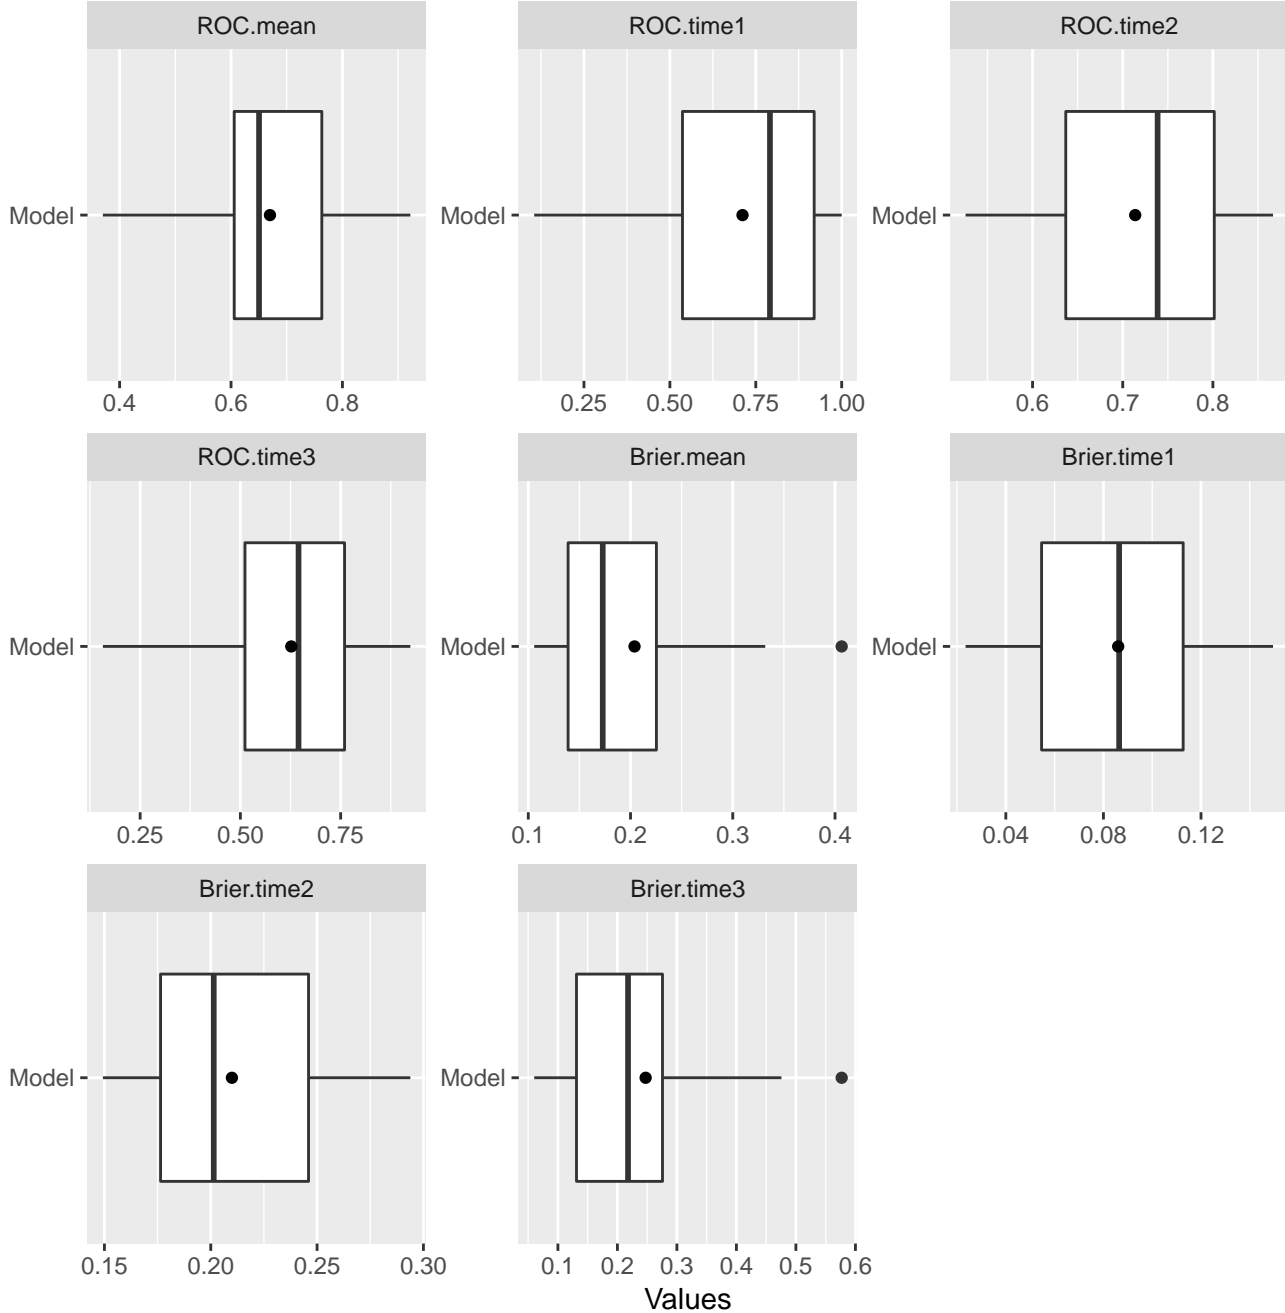 ROC.mean ROC.time1 ROC.time2
Model Model Model
0.4 0.6 0.8 0.25 0.50 0.75 1.00 0.6 0.7 0.8
ROC.time3 Brier.mean Brier.time1
Model Model Model
0.25 0.50 0.75 0.1 0.2 0.3 0.4 0.04 0.08 0.12
Brier.time2 Brier.time3
Model Model
0.15 0.20 0.25 0.30 0.1 0.2 0.3 0.4 0.5 0.6
Values